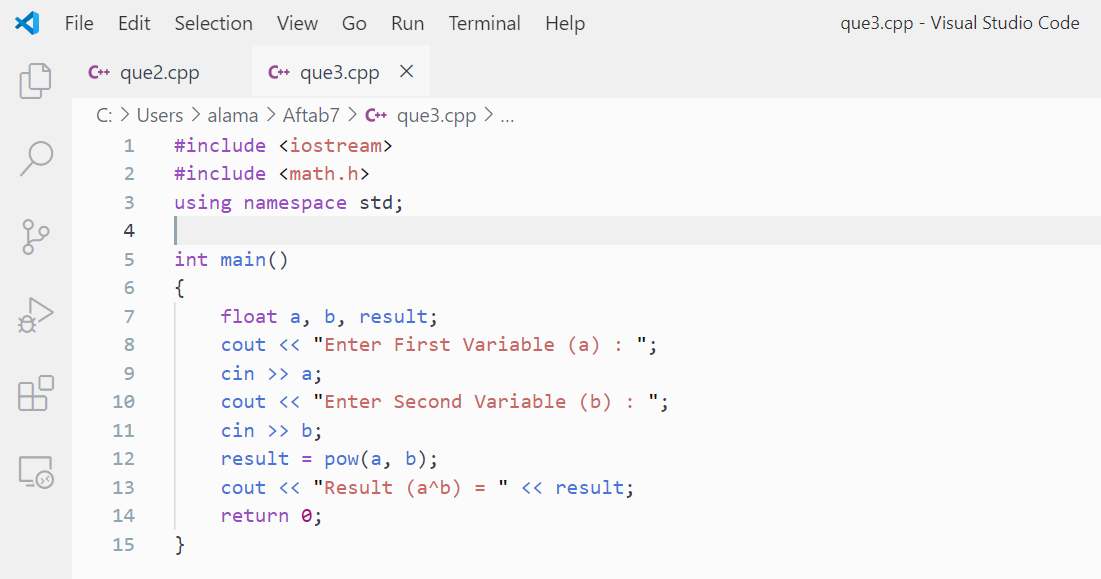 File Edit Selection View Go Run Terminal Help que3.cpp - Visual Studio Code
C++ que2.cpp C++ que3.cpp ×
C: > Users > alama > Aftab7 > C++ que3.cpp > ...
1 #include <iostream>
2 #include <math.h>
3 using namespace std;
4
5 int main()
6 {
7     float a, b, result;
8     cout << "Enter First Variable (a) : ";
9     cin >> a;
10     cout << "Enter Second Variable (b) : ";
11     cin >> b;
12     result = pow(a, b);
13     cout << "Result (a^b) = " << result;
14     return 0;
15 }